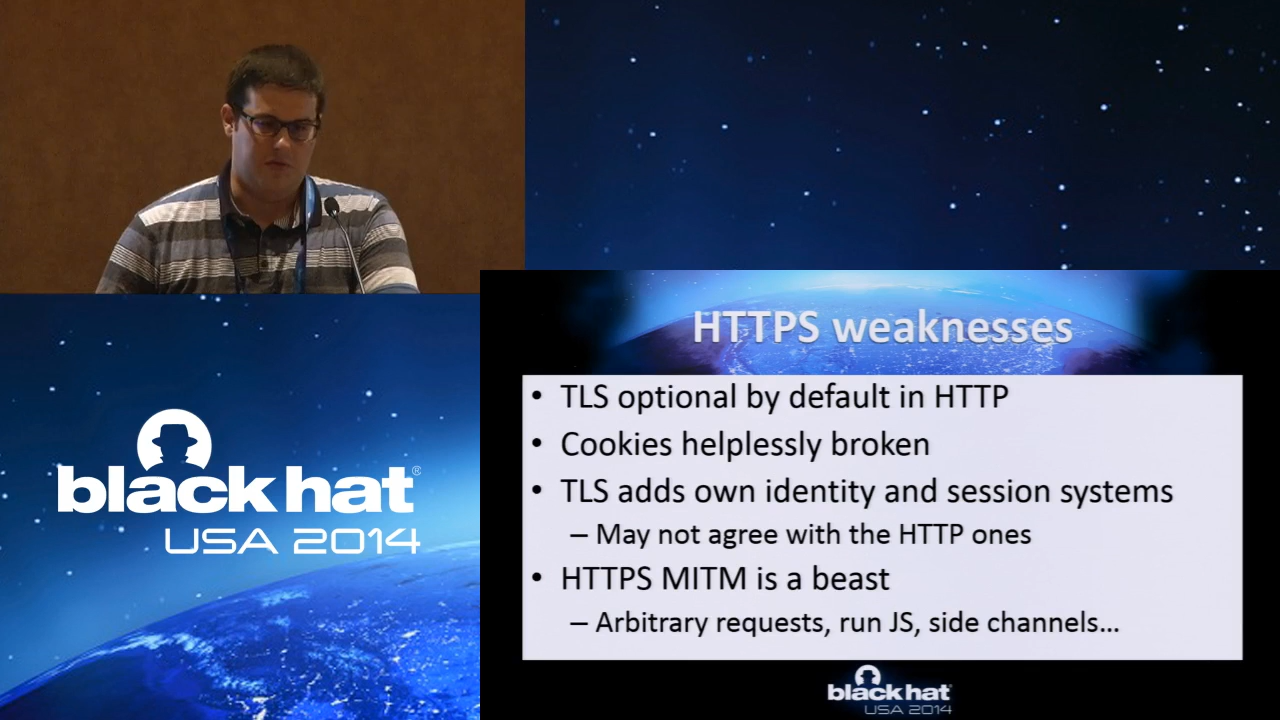 HTTPS weaknesses
• TLS optional by default in HTTP
• Cookies helplessly broken
• TLS adds own identity and session systems
– May not agree with the HTTP ones
• HTTPS MITM is a beast
– Arbitrary requests, run JS, side channels…
black hat®
USA 2014
black hat®
USA 2014